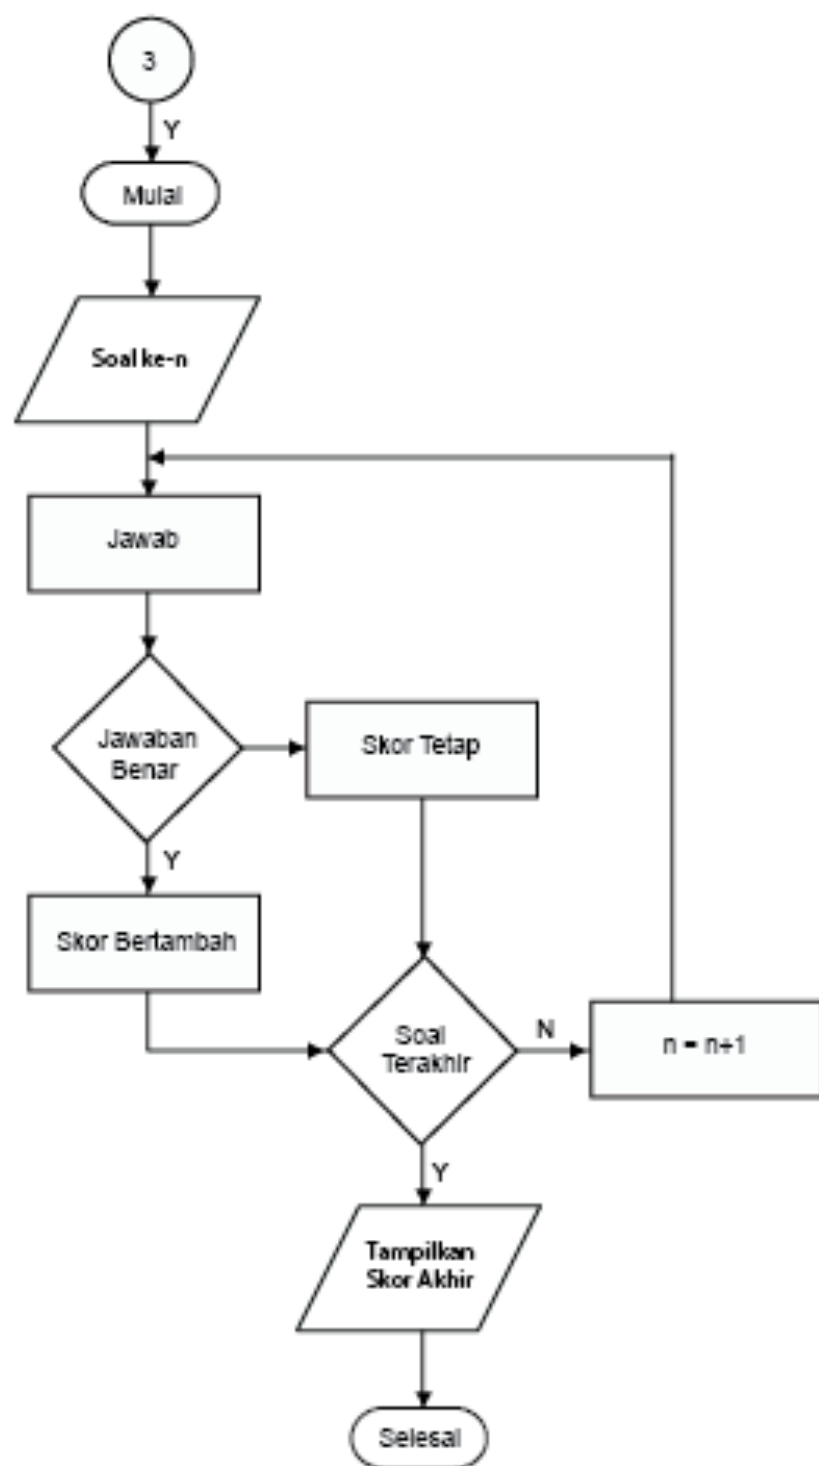 3
Y
Mulai
Soal ke-n
Jawab
Jawaban
Benar
Skor Tetap
Y
Skor Bertambah
Soal
Terakhir
N
n = n+1
Y
Tampilkan
Skor Akhir
Selesai